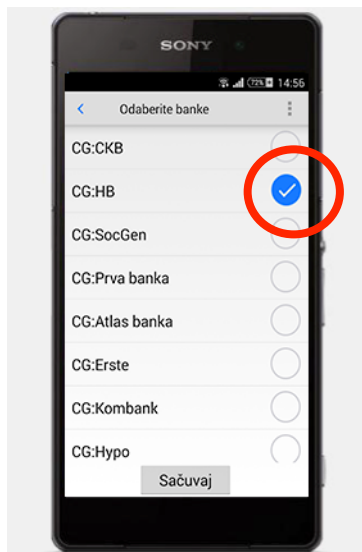 SONY
72% 14:56
Odaberite banke
CG:CKB
CG:HB
CG:SocGen
CG:Prva banka
CG:Atlas banka
CG:Erste
CG:Kombank
CG:Hypo
Sačuvaj